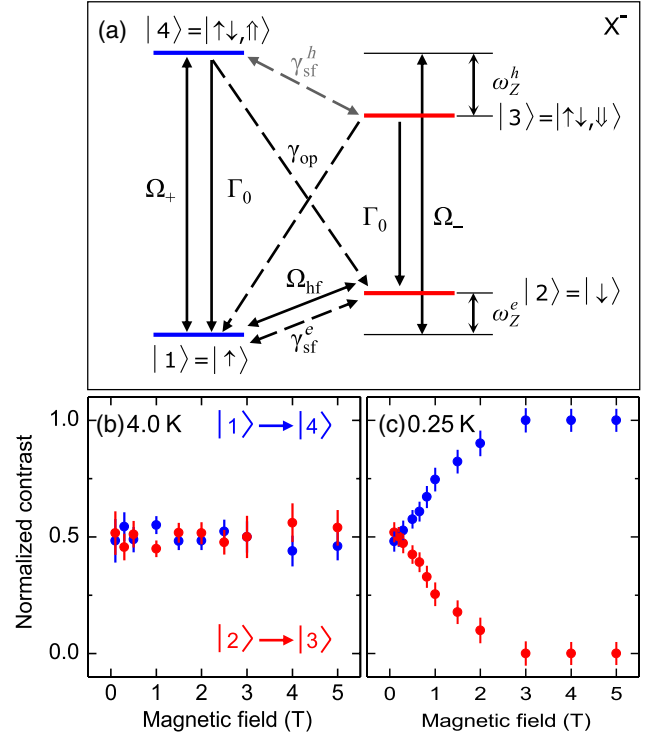 (a)
X⁻
|4⟩=|↑↓,⇑⟩
γ_sf^h
ω_Z^h
|3⟩=|↑↓,⇓⟩
γ_op
Ω₊
Γ₀
Γ₀
Ω₋
Ω_hf
|2⟩=|↓⟩
γ_sf^e
ω_Z^e
|1⟩=|↑⟩
Normalized contrast
1.0
0.5
0.0
(b) 4.0 K
|1⟩→|4⟩
|2⟩→|3⟩
0 1 2 3 4 5
Magnetic field (T)
(c) 0.25 K
0 1 2 3 4 5
Magnetic field (T)